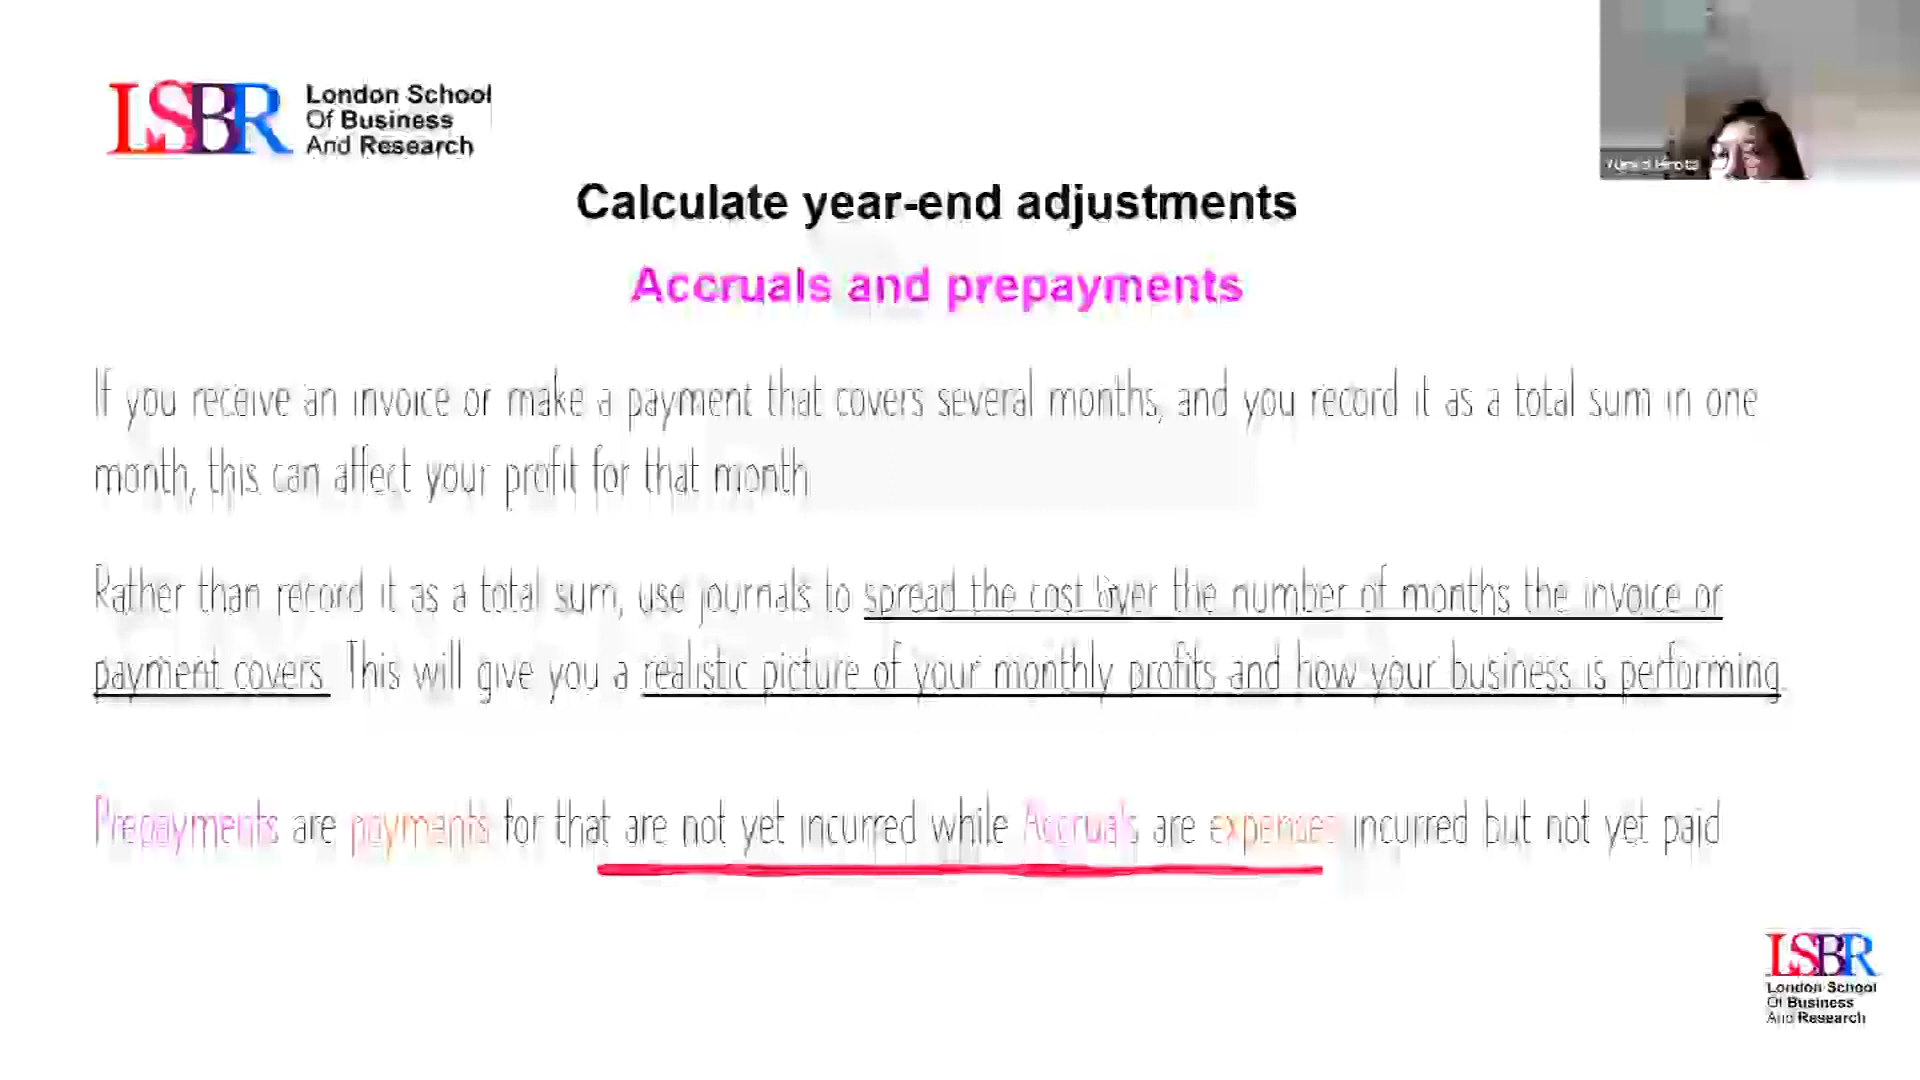 LSBR London School
Of Business
And Research
Calculate year-end adjustments
Accruals and prepayments
If you receive an invoice or make a payment that covers several months, and you record it as a total sum in one
month, this can affect your profit for that month
Rather than record it as a total sum, use journals to spread the cost over the number of months the invoice or
payment covers. This will give you a realistic picture of your monthly profits and how your business is performing.
Prepayments are payments for that are not yet incurred while Accruals are expenses incurred but not yet paid
LSBR
London School
Of Business
And Research